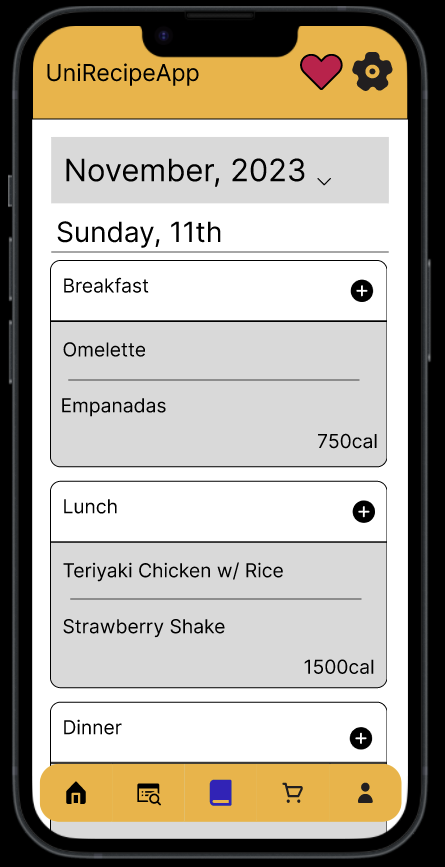 UniRecipeApp
November, 2023
Sunday, 11th
Breakfast
Omelette
Empanadas
750cal
Lunch
Teriyaki Chicken w/ Rice
Strawberry Shake
1500cal
Dinner